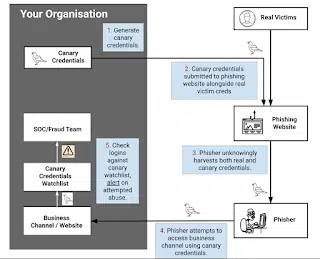 Your Organisation
Real Victims
1. Generate
canary
credentials.
Canary
Credentials
2. Canary credentials
submitted to phishing
website alongside real
victim creds
SOC/Fraud Team
Phishing
Website
5. Check
logins
against
canary
watchlist,
alert on
attempted
abuse.
3. Phisher unknowingly
harvests both real and
canary credentials.
Canary
Credentials
Watchlist
Business
Channel / Website
4. Phisher attempts to
access business
channel using canary
credentials.
Phisher